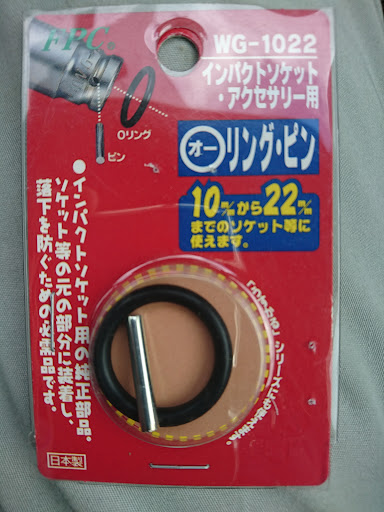 FPC.
WG-1022
インパクトソケット
・アクセサリー用
Oリング
ピン
オーリング・ピン
10m/mから22m/m
までのソケット等に
使えます。
●インパクトソケット用の純正部品。
ソケット等の元の部分に装着し、
落下を防ぐための必需品です。
日本製